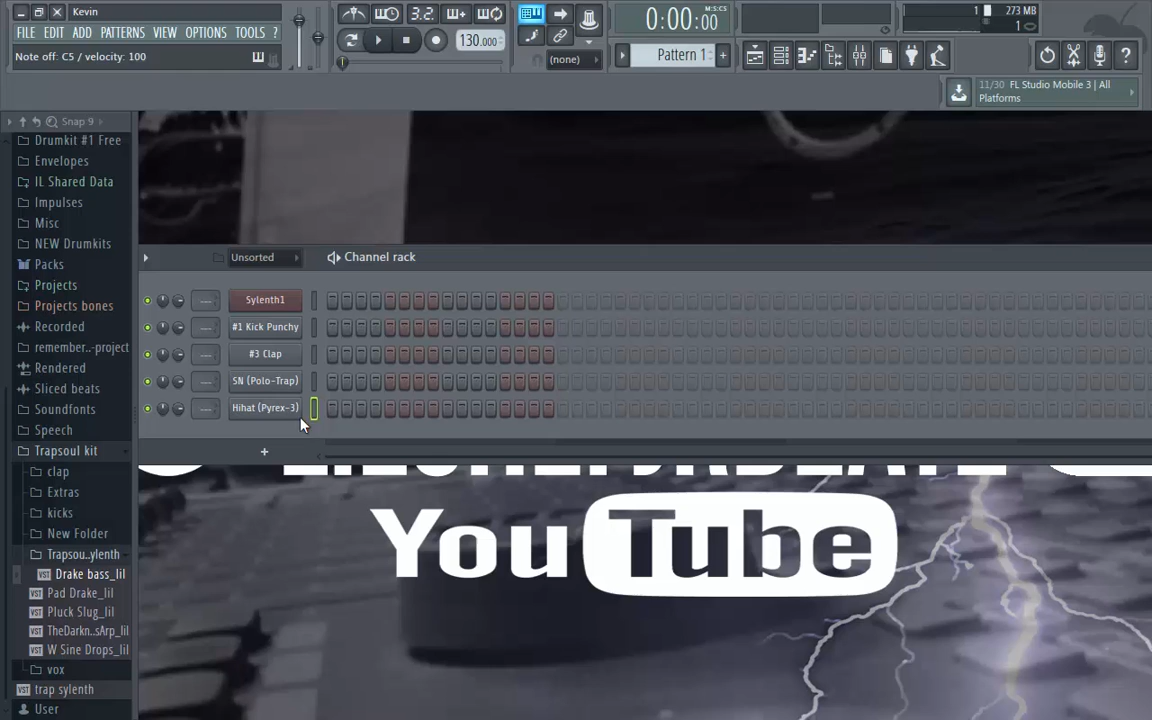 Kevin
FILE EDIT ADD PATTERNS VIEW OPTIONS TOOLS ?
Note off: C5 / velocity: 100
3.2.
130.000
(none)
0:00:00
M:S:CS
Pattern 1
1
273 MB
1
11/30 FL Studio Mobile 3 | All
Platforms
Snap 9
Drumkit #1 Free
Envelopes
IL Shared Data
Impulses
Misc
NEW Drumkits
Packs
Projects
Projects bones
Recorded
remember..-project
Rendered
Sliced beats
Soundfonts
Speech
Trapsoul kit
clap
Extras
kicks
New Folder
Trapsou..ylenth
Drake bass_lil
Pad Drake_lil
Pluck Slug_lil
TheDarkn..sArp_lil
W Sine Drops_lil
vox
trap sylenth
User
Unsorted
Channel rack
Sylenth1
#1 Kick Punchy
#3 Clap
SN (Polo-Trap)
Hihat (Pyrex-3)
+
YouTube